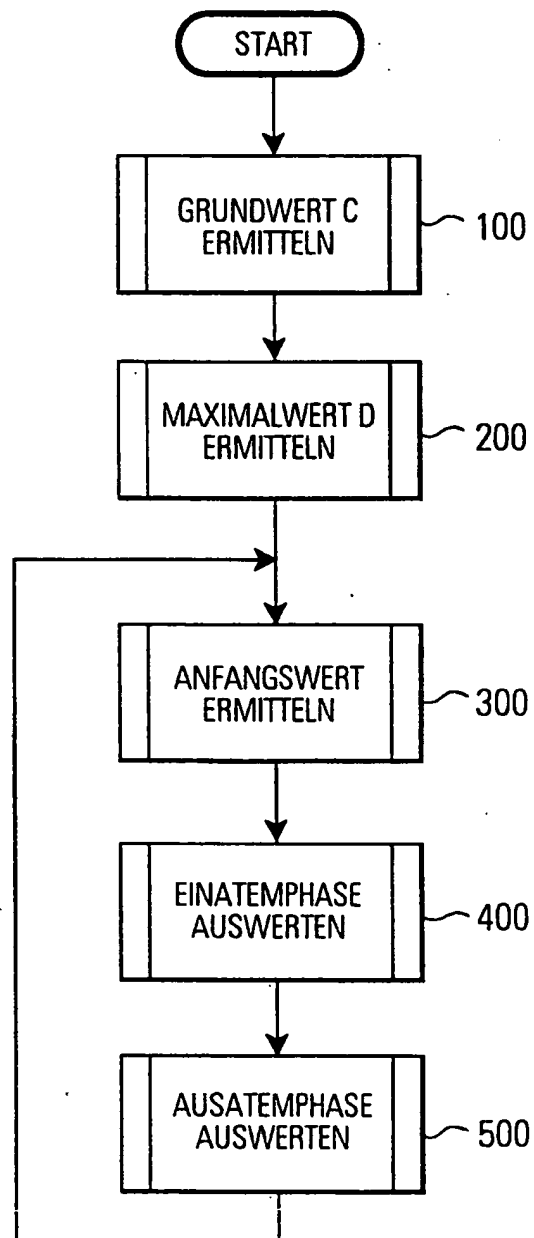 START
GRUNDWERT C
ERMITTELN
100
MAXIMALWERT D
ERMITTELN
200
ANFANGSWERT
ERMITTELN
300
EINATEMPHASE
AUSWERTEN
400
AUSATEMPHASE
AUSWERTEN
500